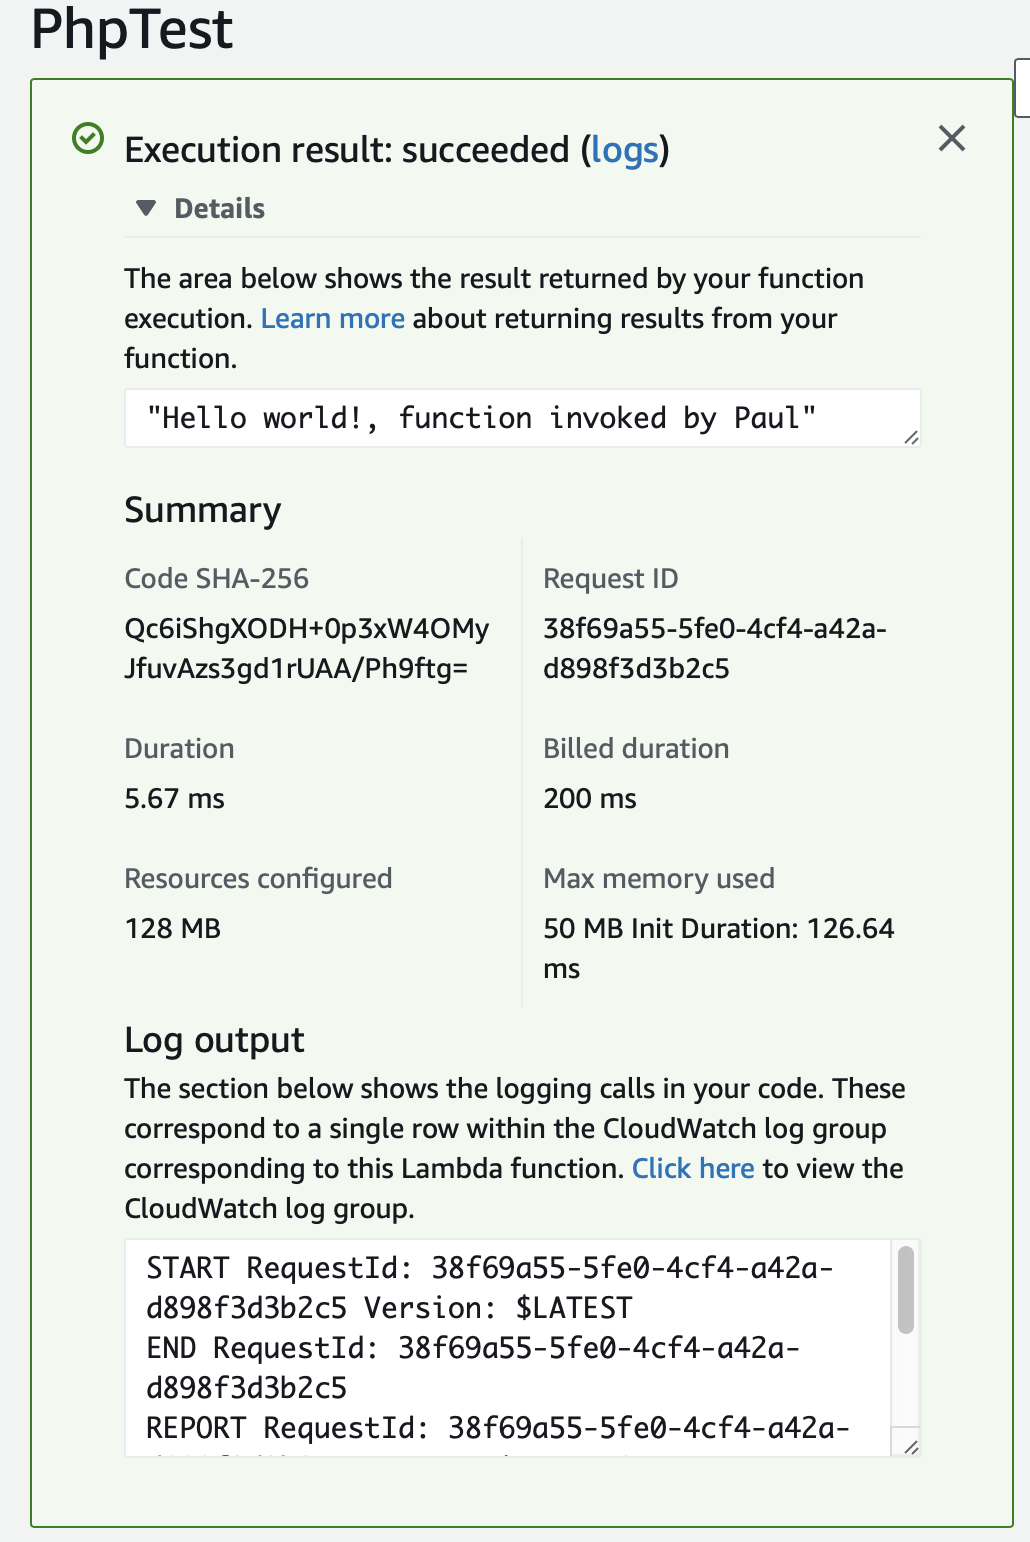 PhpTest
Execution result: succeeded (logs)
Details
The area below shows the result returned by your function
execution. Learn more about returning results from your
function.
"Hello world!, function invoked by Paul"
Summary
Code SHA-256
Qc6iShgXODH+0p3xW4OMy
JfuvAzs3gd1rUAA/Ph9ftg=
Request ID
38f69a55-5fe0-4cf4-a42a-
d898f3d3b2c5
Duration
5.67 ms
Billed duration
200 ms
Resources configured
128 MB
Max memory used
50 MB Init Duration: 126.64
ms
Log output
The section below shows the logging calls in your code. These
correspond to a single row within the CloudWatch log group
corresponding to this Lambda function. Click here to view the
CloudWatch log group.
START RequestId: 38f69a55-5fe0-4cf4-a42a-
d898f3d3b2c5 Version: $LATEST
END RequestId: 38f69a55-5fe0-4cf4-a42a-
d898f3d3b2c5
REPORT RequestId: 38f69a55-5fe0-4cf4-a42a-